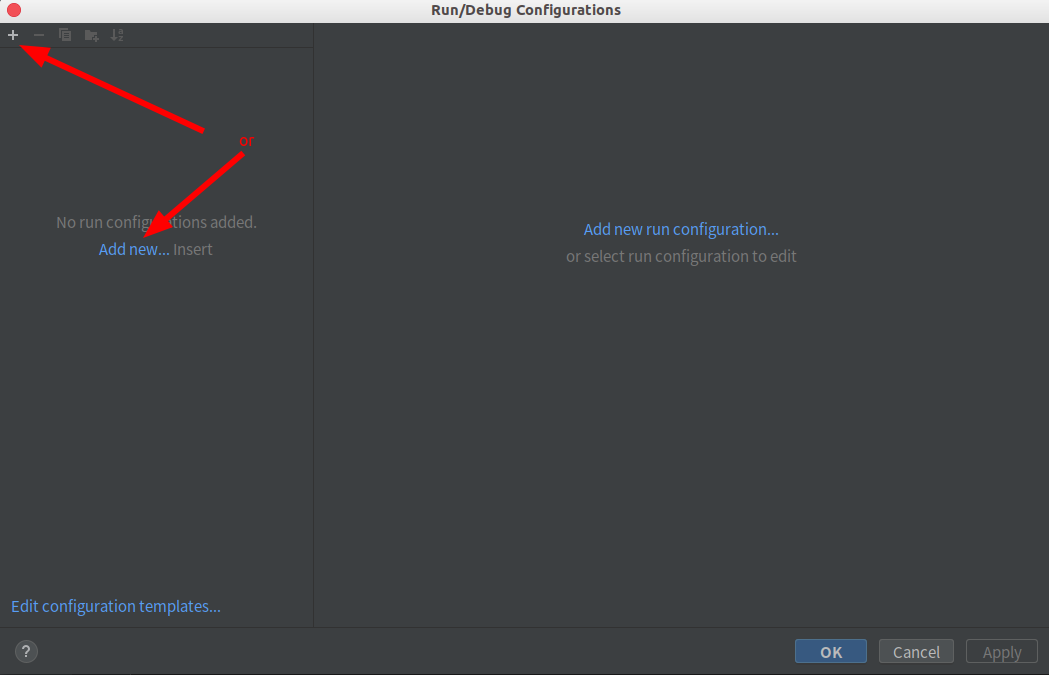 Run/Debug Configurations
or
No run configurations added.
Add new... Insert
Add new run configuration...
or select run configuration to edit
Edit configuration templates...
?
OK
Cancel
Apply